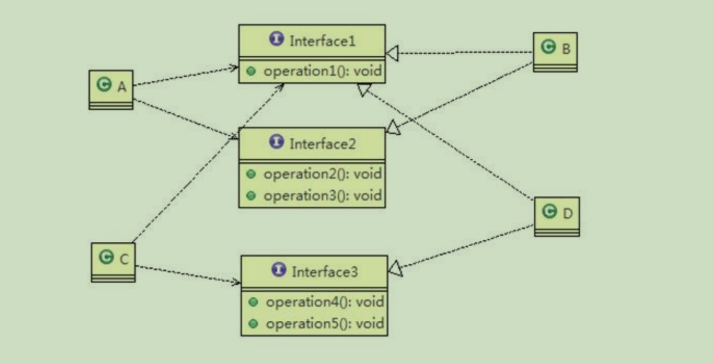 I Interface1
operation1(): void
C B
C A
I Interface2
operation2(): void
operation3(): void
C D
C C
I Interface3
operation4(): void
operation5(): void